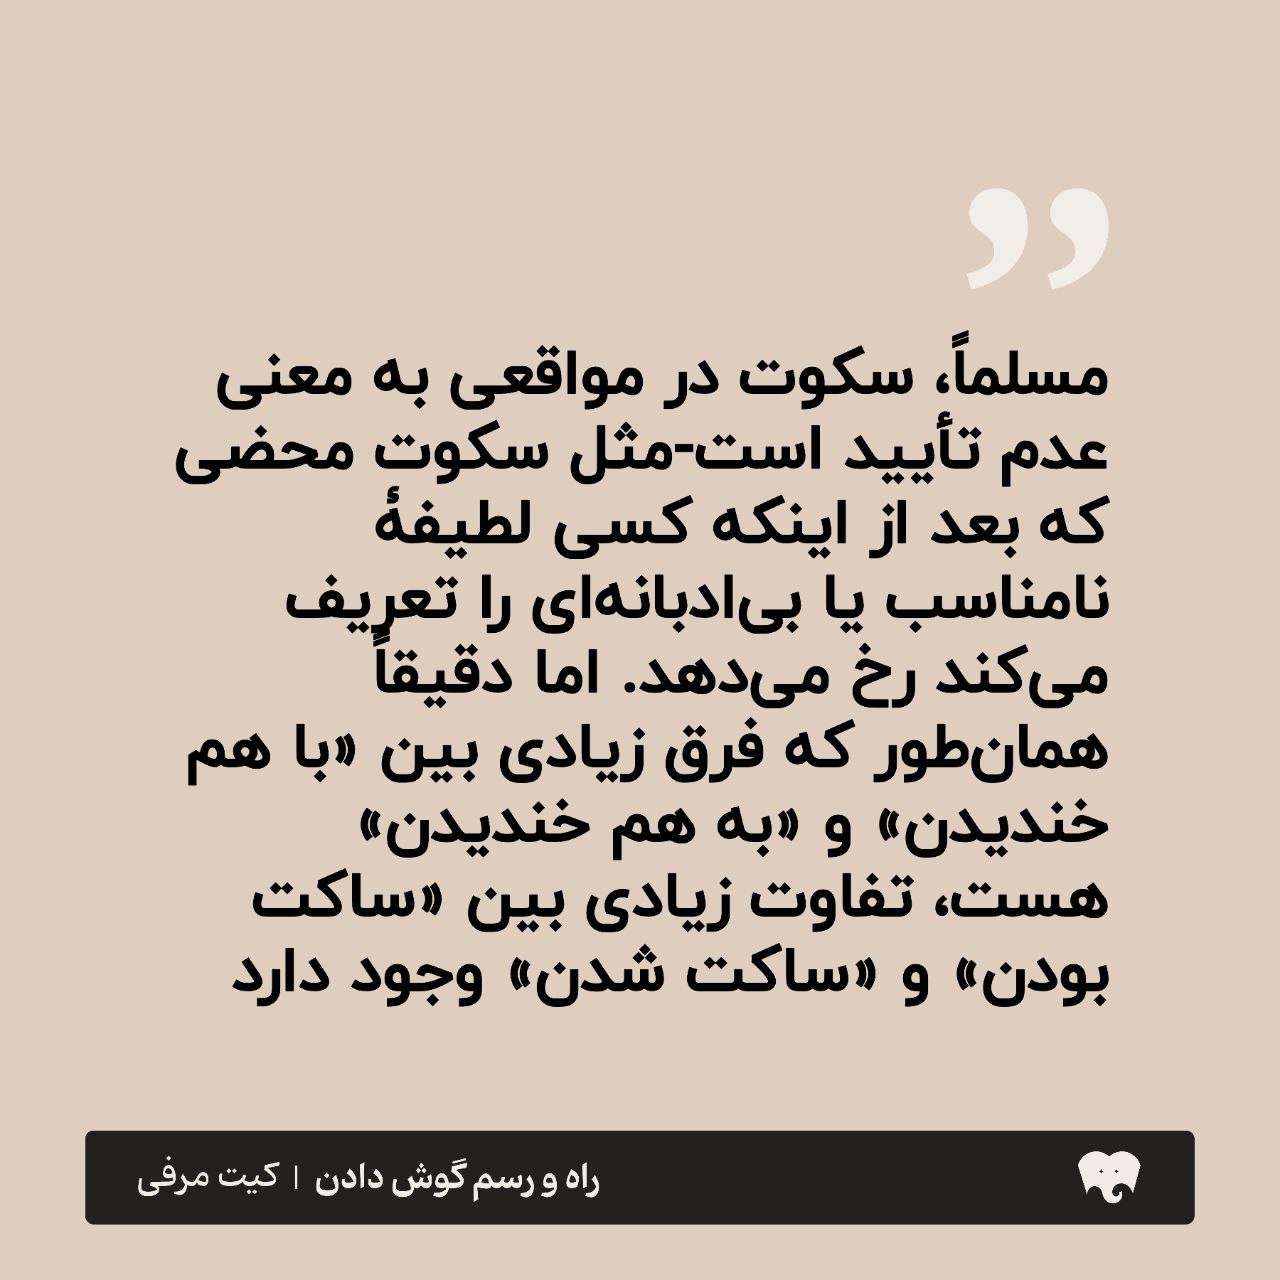 ”
مسلماً، سکوت در مواقعی به معنی
عدم تأیید است-مثل سکوت محضی
که بعد از اینکه کسی لطیفهٔ
نامناسب یا بی‌ادبانه‌ای را تعریف
می‌کند رخ می‌دهد. اما دقیقاً
همان‌طور که فرق زیادی بین «با هم
خندیدن» و «به هم خندیدن»
هست، تفاوت زیادی بین «ساکت
بودن» و «ساکت شدن» وجود دارد
راه و رسم گوش دادن | کیت مرفی